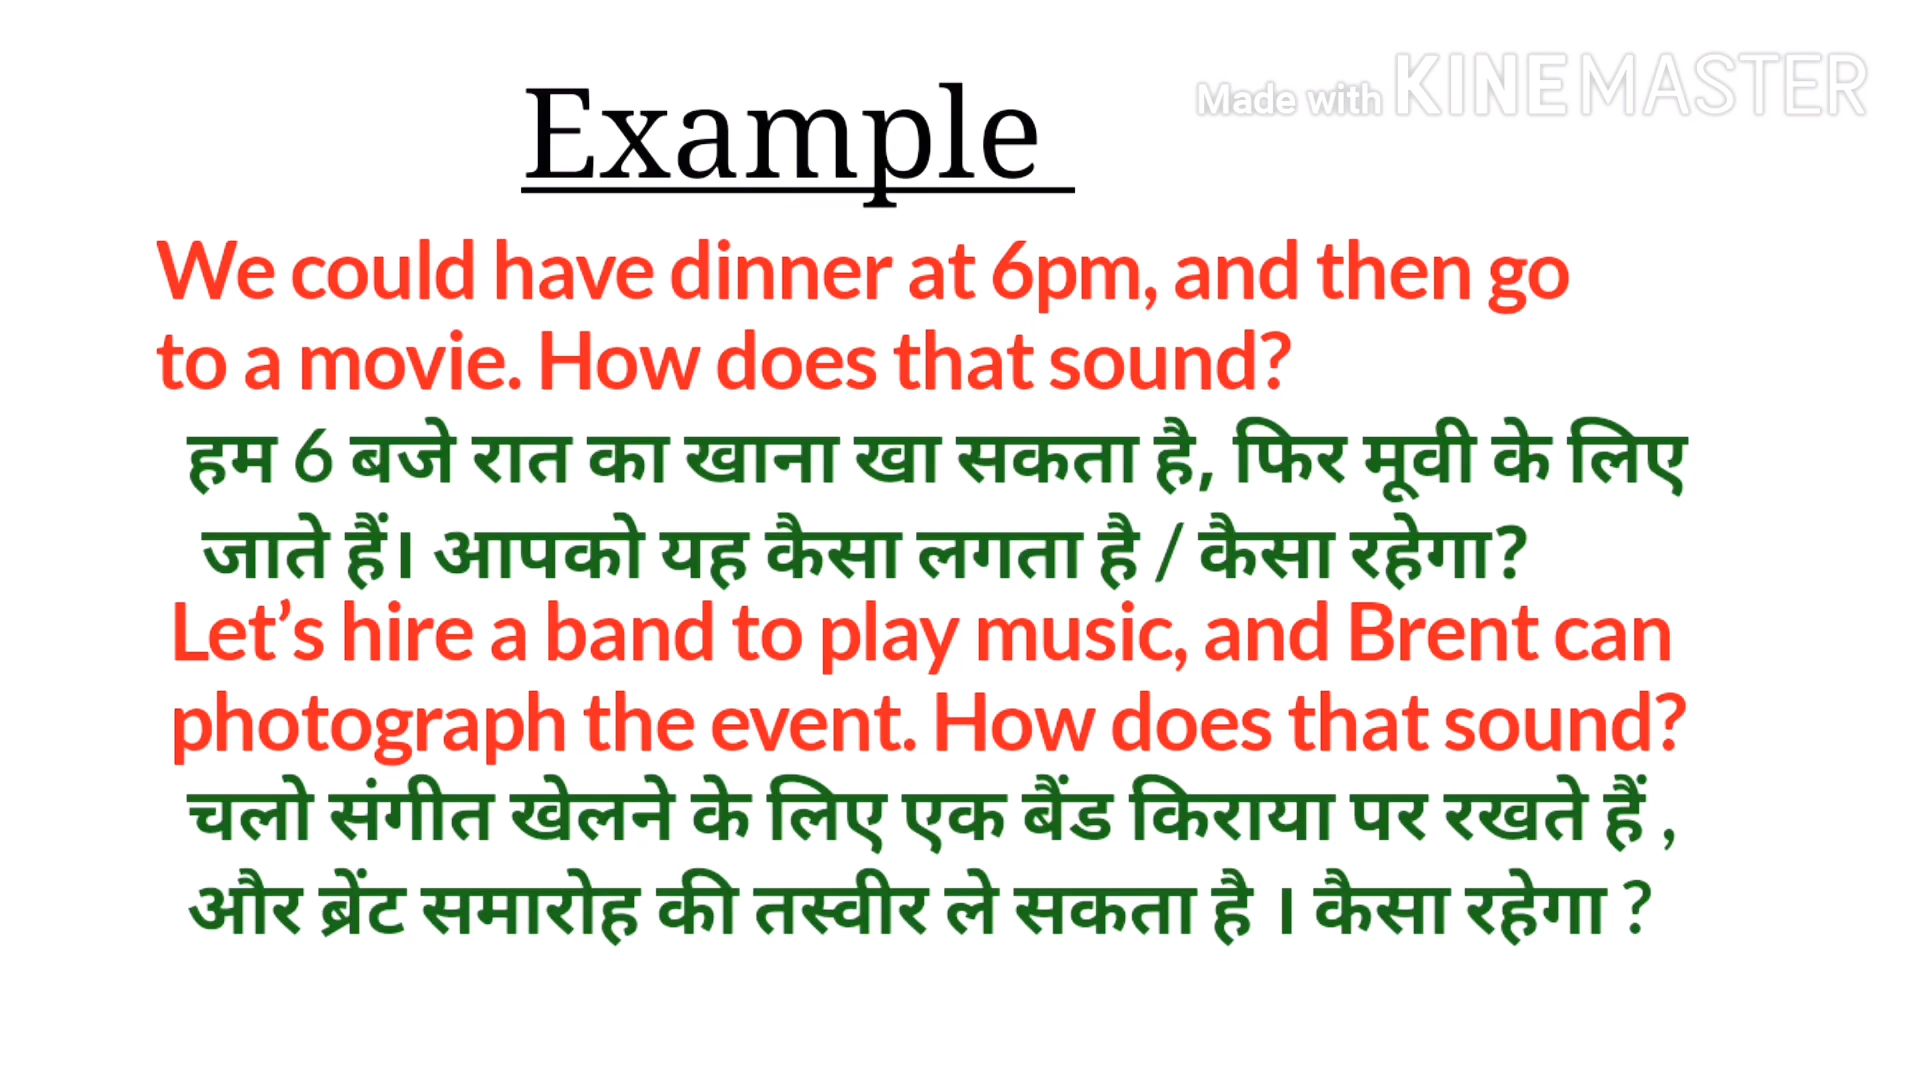 Made with KINEMASTER
Example
We could have dinner at 6pm, and then go
to a movie. How does that sound?
हम 6 बजे रात का खाना खा सकता है, फिर मूवी के लिए
जाते हैं। आपको यह कैसा लगता है / कैसा रहेगा?
Let’s hire a band to play music, and Brent can
photograph the event. How does that sound?
चलो संगीत खेलने के लिए एक बैंड किराया पर रखते हैं ,
और ब्रेंट समारोह की तस्वीर ले सकता है । कैसा रहेगा ?